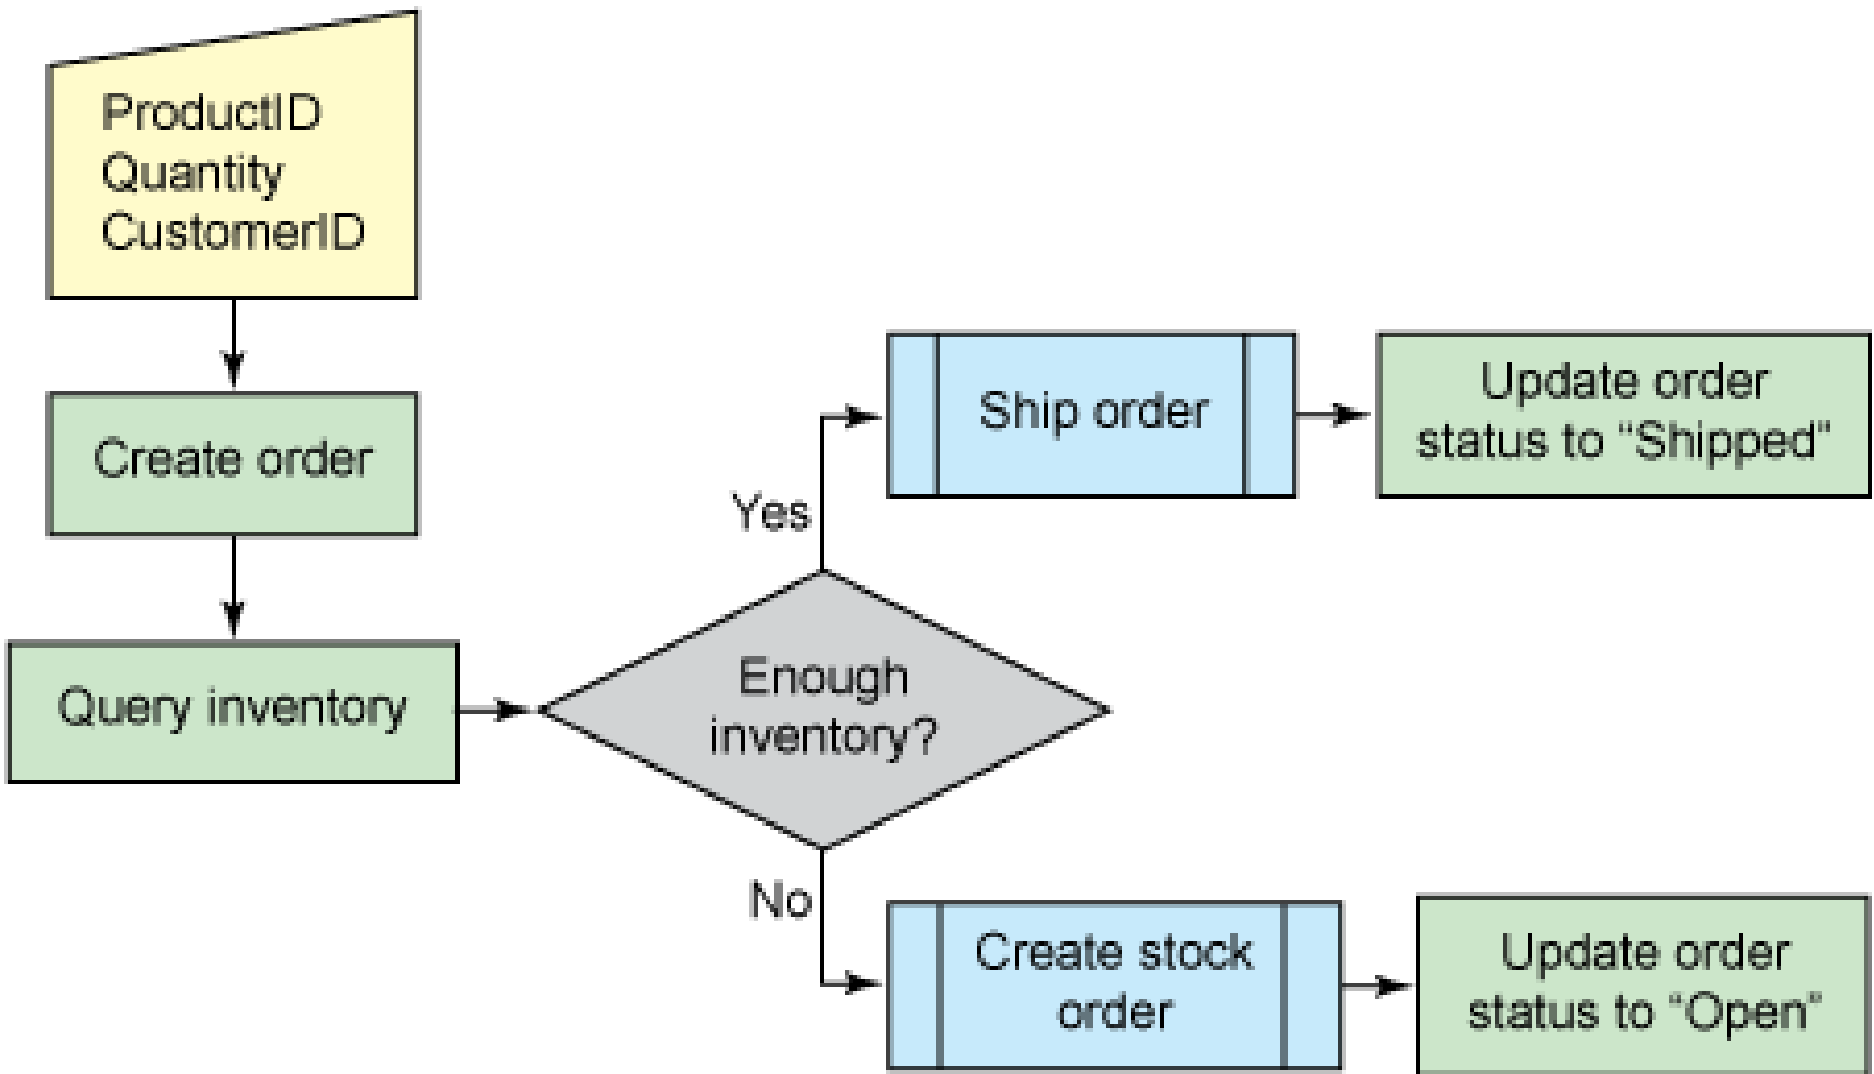 ProductID
Quantity
CustomerID
Create order
Query inventory
Enough
inventory?
Yes
Ship order
Update order
status to “Shipped”
No
Create stock
order
Update order
status to “Open”